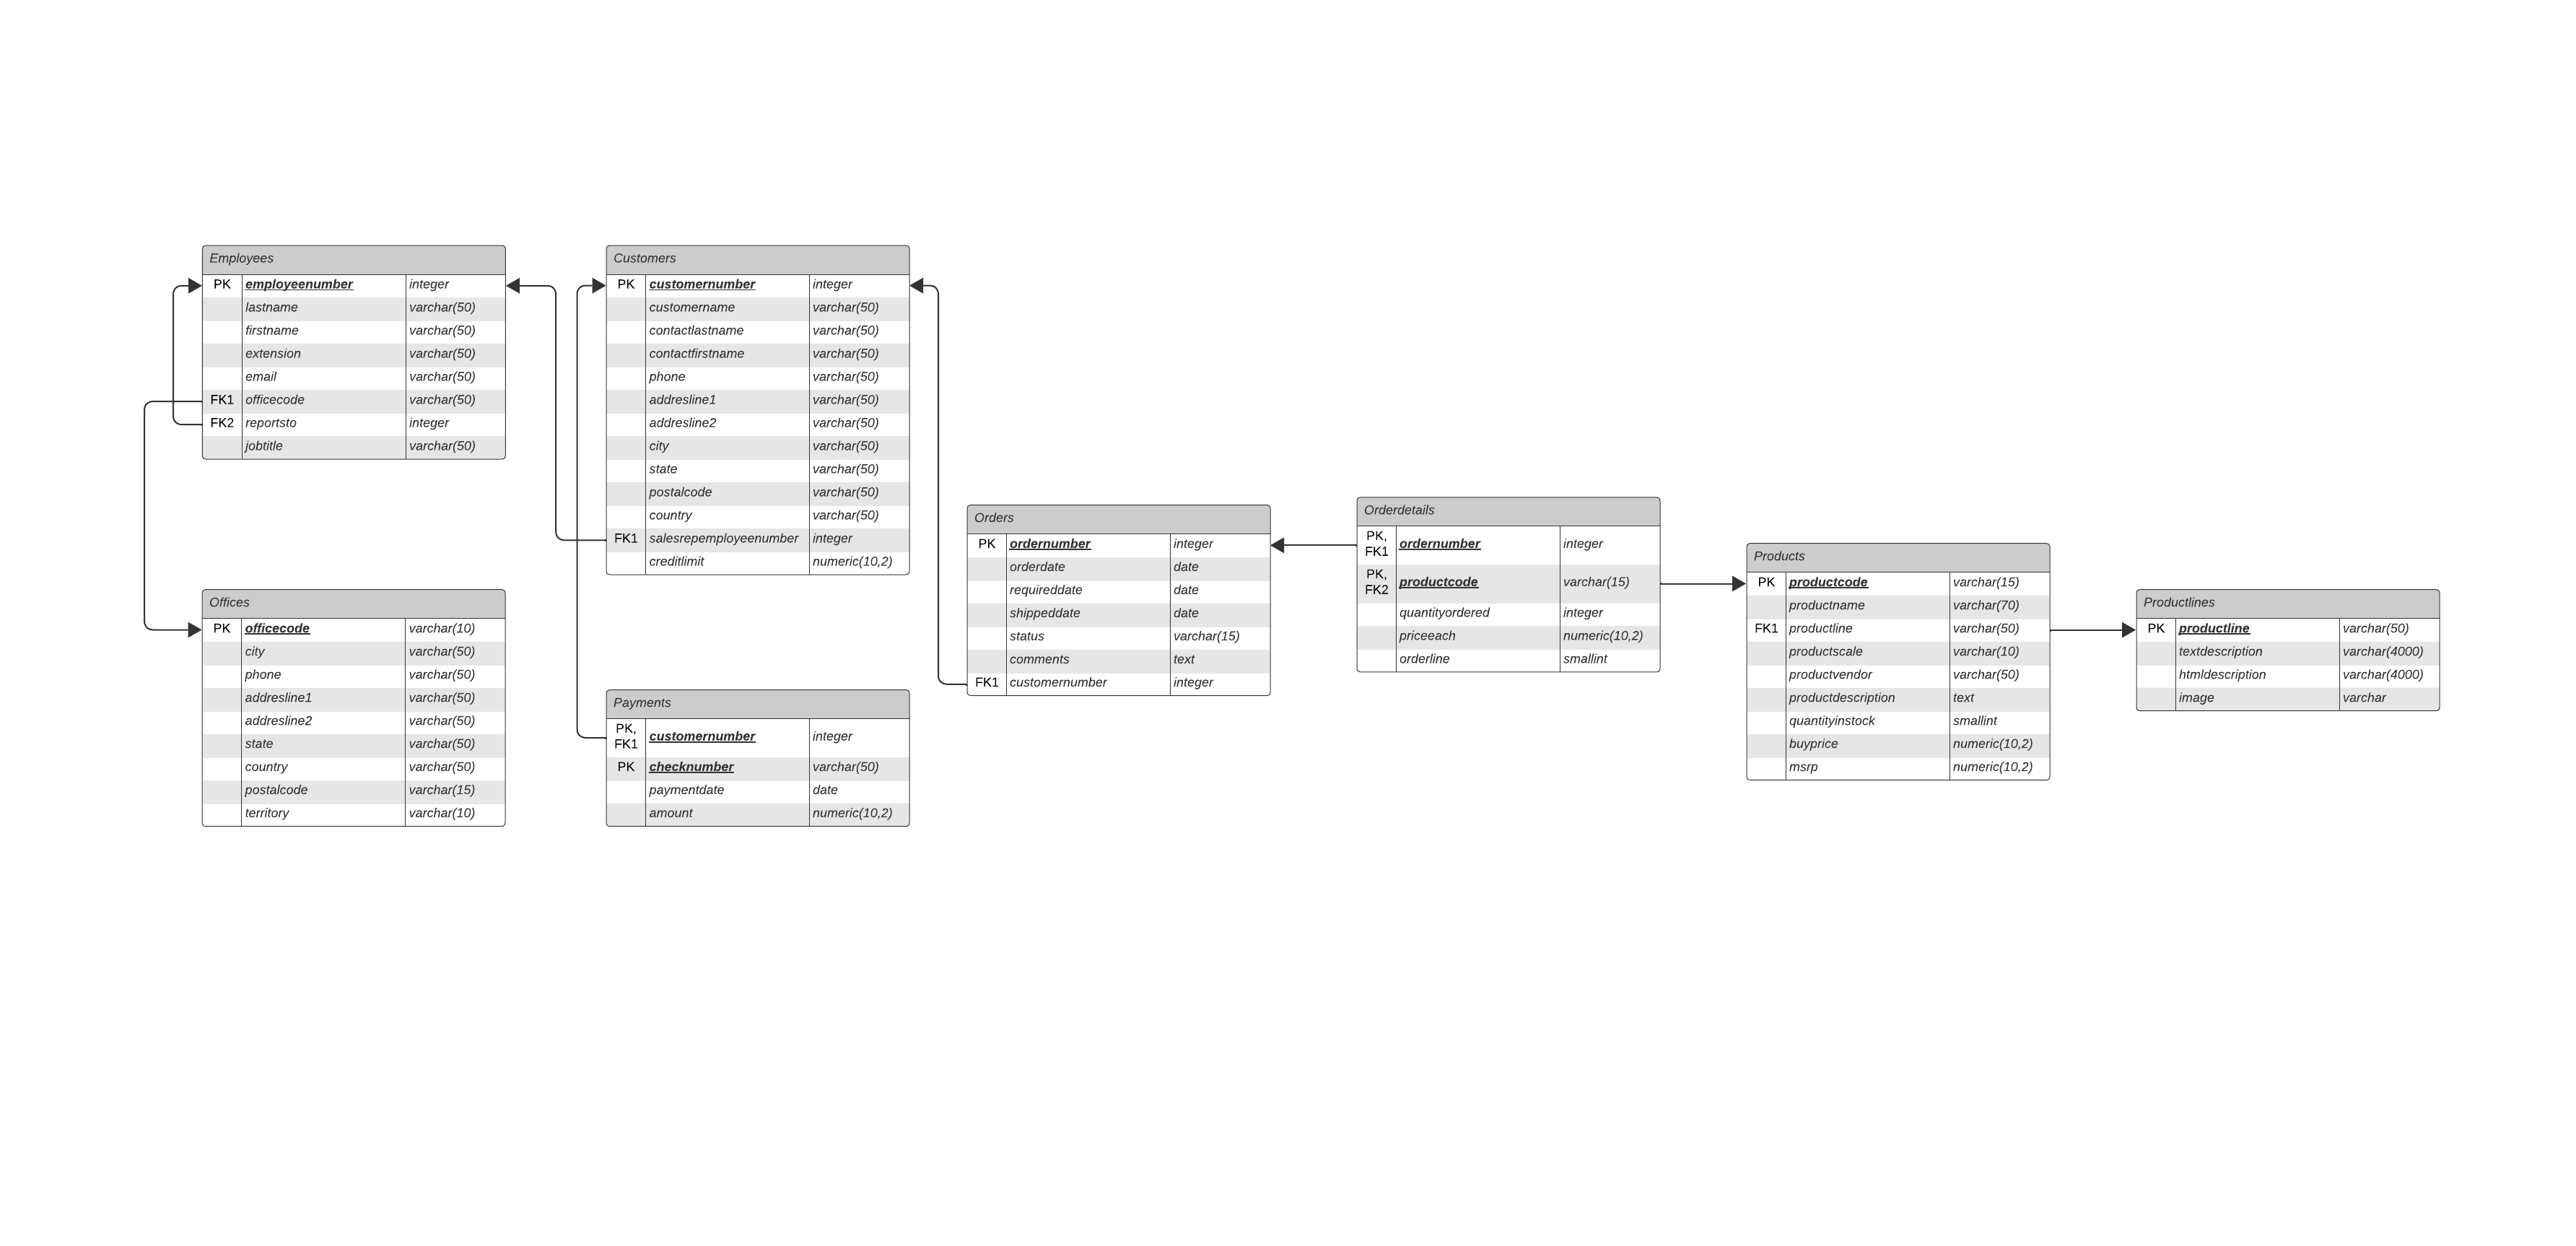 Employees
PK employeenumber integer
lastname varchar(50)
firstname varchar(50)
extension varchar(50)
email varchar(50)
FK1 officecode varchar(50)
FK2 reportsto integer
jobtitle varchar(50)
Offices
PK officecode varchar(10)
city varchar(50)
phone varchar(50)
addresline1 varchar(50)
addresline2 varchar(50)
state varchar(50)
country varchar(50)
postalcode varchar(15)
territory varchar(10)
Customers
PK customernumber integer
customername varchar(50)
contactlastname varchar(50)
contactfirstname varchar(50)
phone varchar(50)
addresline1 varchar(50)
addresline2 varchar(50)
city varchar(50)
state varchar(50)
postalcode varchar(50)
country varchar(50)
FK1 salesrepemployeenumber integer
creditlimit numeric(10,2)
Payments
PK, FK1 customernumber integer
PK checknumber varchar(50)
paymentdate date
amount numeric(10,2)
Orders
PK ordernumber integer
orderdate date
requireddate date
shippeddate date
status varchar(15)
comments text
FK1 customernumber integer
Orderdetails
PK, FK1 ordernumber integer
PK, FK2 productcode varchar(15)
quantityordered integer
priceeach numeric(10,2)
orderline smallint
Products
PK productcode varchar(15)
productname varchar(70)
FK1 productline varchar(50)
productscale varchar(10)
productvendor varchar(50)
productdescription text
quantityinstock smallint
buyprice numeric(10,2)
msrp numeric(10,2)
Productlines
PK productline varchar(50)
textdescription varchar(4000)
htmldescription varchar(4000)
image varchar